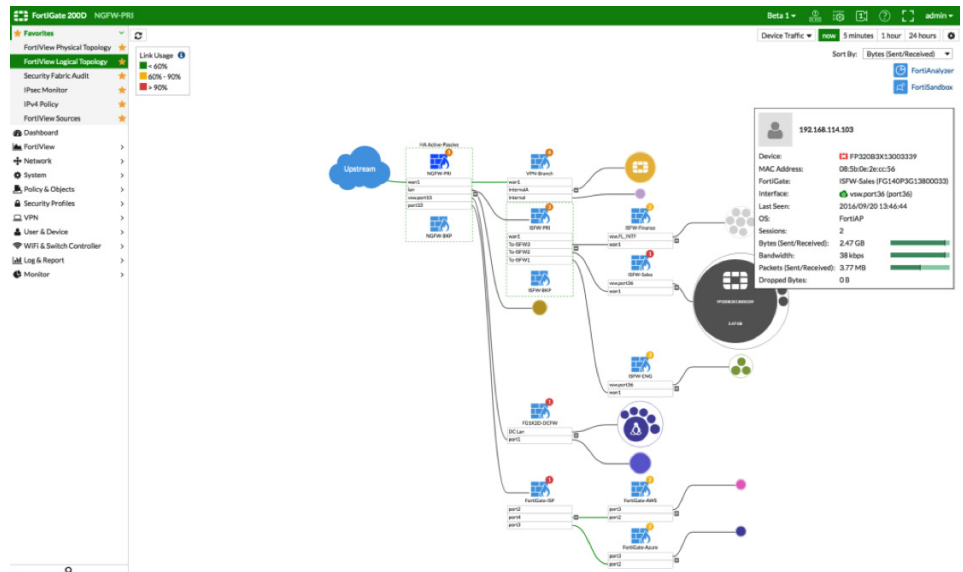 FortiGate 200D NGFW-PRI
Beta 1
admin
Favorites
FortiView Physical Topology
FortiView Logical Topology
Security Fabric Audit
IPsec Monitor
IPv4 Policy
FortiView Sources
Dashboard
FortiView
Network
System
Policy & Objects
Security Profiles
VPN
User & Device
WiFi & Switch Controller
Log & Report
Monitor
Device Traffic now 5 minutes 1 hour 24 hours
Sort By: Bytes (Sent/Received)
FortiAnalyzer
FortiSandbox
Link Usage
< 60%
60% - 90%
> 90%
Upstream
HA Active-Passive
NGFW-PRI
wan1
lan
vsw.port10
port10
NGFW-BKP
VPN-Branch
wan1
internalA
internal
ISFW-PRI
wan1
To-ISFW3
To-ISFW2
To-ISFW1
ISFW-BKP
ISFW-Finance
wan1
ISFW-Sales
vsw.port36
wan1
ISFW-ENG
vsw.port36
wan1
DC Lan
port1
FortiGate-ISP
port2
port4
port3
FortiGate-AWS
port3
port2
FortiGate-Azure
port3
port2
FP320B3X13003339
2.47 GB
192.168.114.103
Device: FP320B3X13003339
MAC Address: 08:5b:0e:2e:cc:56
FortiGate: ISFW-Sales (FG140P3G13800033)
Interface: vsw.port36 (port36)
Last Seen: 2016/09/20 13:46:44
OS: FortiAP
Sessions: 2
Bytes (Sent/Received): 2.47 GB
Bandwidth: 38 kbps
Packets (Sent/Received): 3.77 MB
Dropped Bytes: 0 B